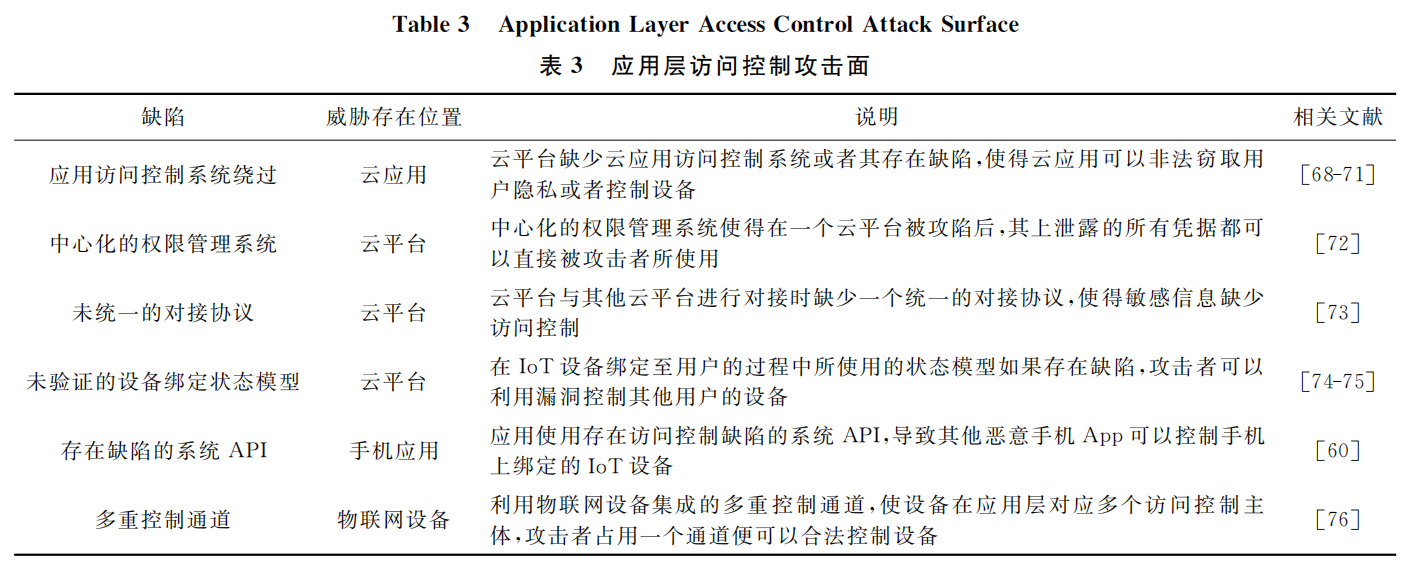 Table 3 Application Layer Access Control Attack Surface
表 3 应用层访问控制攻击面
缺陷 威胁存在位置 说明 相关文献
应用访问控制系统绕过 云应用 云平台缺少云应用访问控制系统或者其存在缺陷,使得云应用可以非法窃取用
户隐私或者控制设备 [68-71]
中心化的权限管理系统 云平台 中心化的权限管理系统使得在一个云平台被攻陷后,其上泄露的所有凭据都可
以直接被攻击者所使用 [72]
未统一的对接协议 云平台 云平台与其他云平台进行对接时缺少一个统一的对接协议,使得敏感信息缺少
访问控制 [73]
未验证的设备绑定状态模型 云平台 在 IoT 设备绑定至用户的过程中所使用的状态模型如果存在缺陷,攻击者可以
利用漏洞控制其他用户的设备 [74-75]
存在缺陷的系统 API 手机应用 应用使用存在访问控制缺陷的系统 API,导致其他恶意手机 App 可以控制手机
上绑定的 IoT 设备 [60]
多重控制通道 物联网设备 利用物联网设备集成的多重控制通道,使设备在应用层对应多个访问控制主
体,攻击者占用一个通道便可以合法控制设备 [76]